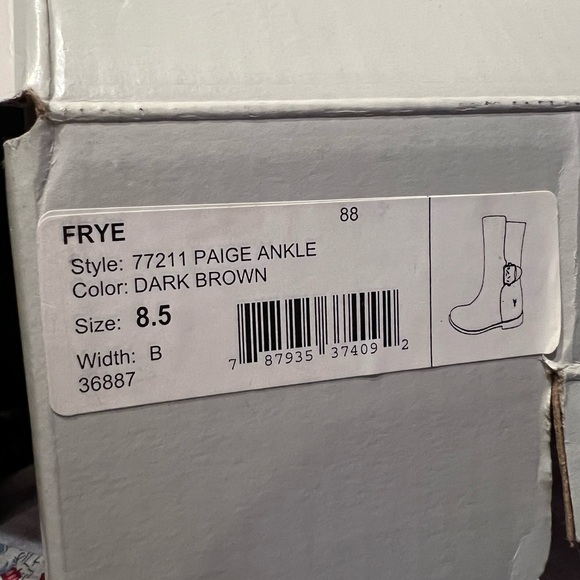 88
FRYE
Style: 77211 PAIGE ANKLE
Color: DARK BROWN
Size: 8.5
Width: B
36887
7 87935 37409 2